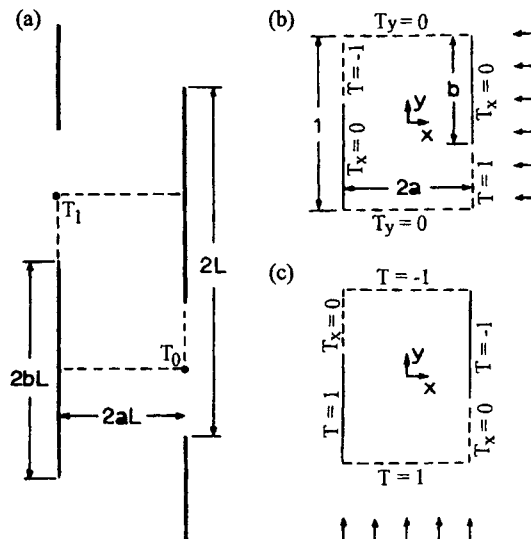 (a)
T₁
2L
T₀
2bL
2aL
(b)
Ty = 0
T = -1
b
Tx = 0
1
y
x
Tx = 0
2a
T = 1
Ty = 0
(c)
T = -1
Tx = 0
y
x
T = -1
T = 1
Tx = 0
T = 1